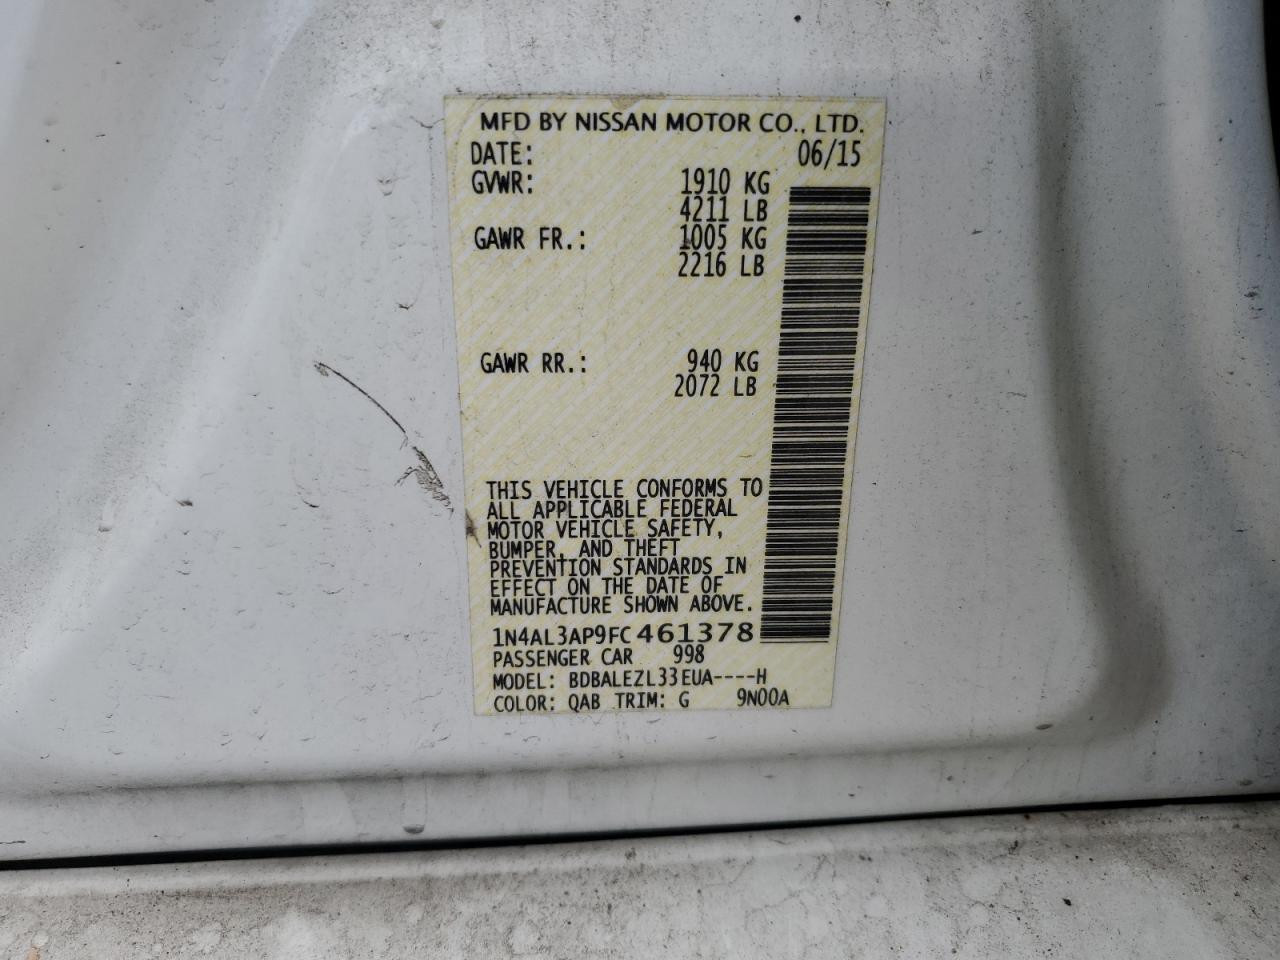 MFD BY NISSAN MOTOR CO., LTD.
DATE: 06/15
GVWR: 1910 KG
4211 LB
GAWR FR.: 1005 KG
2216 LB
GAWR RR.: 940 KG
2072 LB
THIS VEHICLE CONFORMS TO
ALL APPLICABLE FEDERAL
MOTOR VEHICLE SAFETY,
BUMPER, AND THEFT
PREVENTION STANDARDS IN
EFFECT ON THE DATE OF
MANUFACTURE SHOWN ABOVE.
1N4AL3AP9FC461378
PASSENGER CAR 998
MODEL: BDBALEZL33EUA----H
COLOR: QAB TRIM: G 9N00A